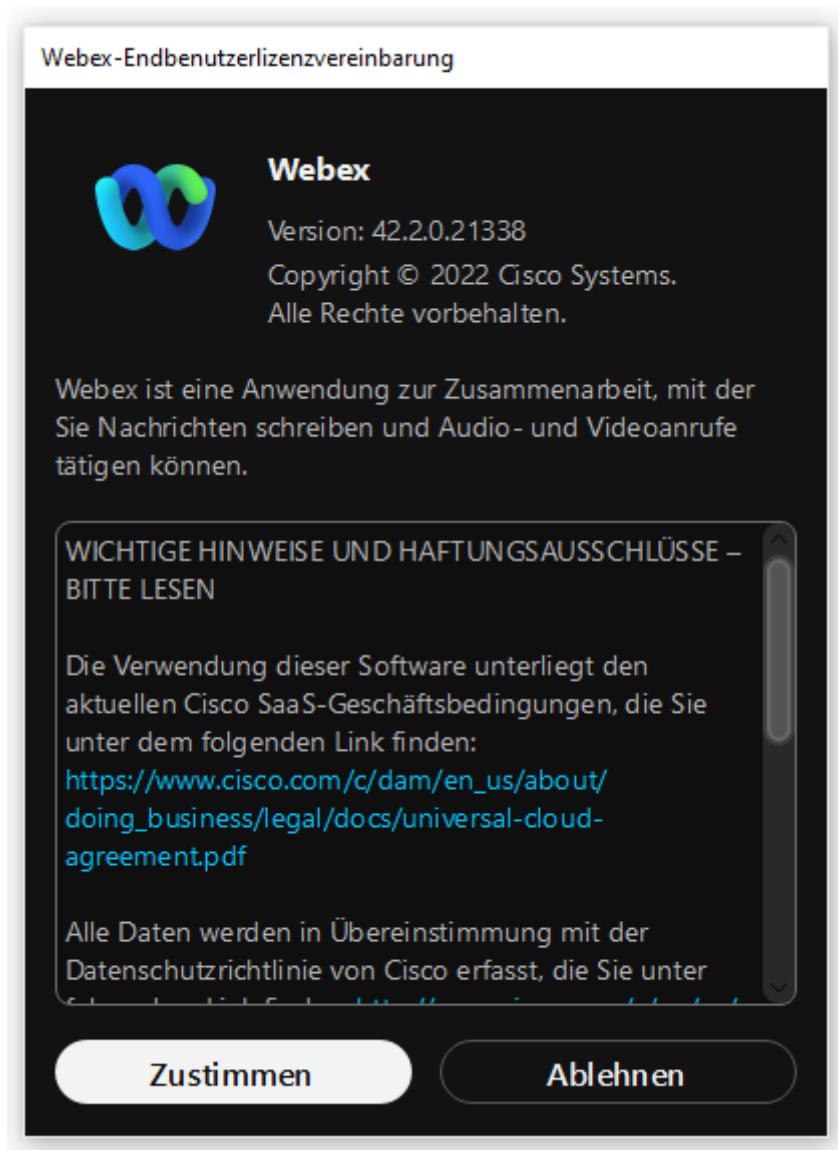 Webex-Endbenutzerlizenzvereinbarung
Webex
Version: 42.2.0.21338
Copyright © 2022 Cisco Systems.
Alle Rechte vorbehalten.
Webex ist eine Anwendung zur Zusammenarbeit, mit der
Sie Nachrichten schreiben und Audio- und Videoanrufe
tätigen können.
WICHTIGE HINWEISE UND HAFTUNGSAUSSCHLÜSSE –
BITTE LESEN
Die Verwendung dieser Software unterliegt den
aktuellen Cisco SaaS-Geschäftsbedingungen, die Sie
unter dem folgenden Link finden:
https://www.cisco.com/c/dam/en_us/about/
doing_business/legal/docs/universal-cloud-
agreement.pdf
Alle Daten werden in Übereinstimmung mit der
Datenschutzrichtlinie von Cisco erfasst, die Sie unter
Zustimmen
Ablehnen